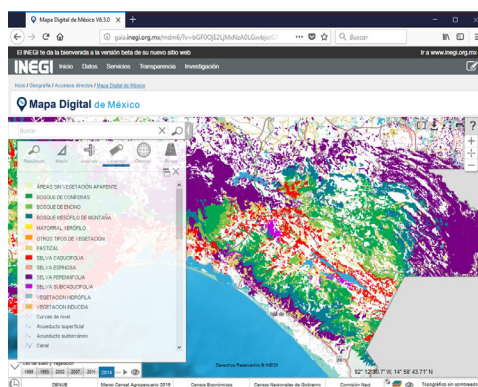 Mapa Digital de México V6.3.0
gaia.inegi.org.mx/mdm6/?v=bGF0OjE2LjMxNzA0LGxvbjotO
Buscar
El INEGI te da la bienvenida a la versión beta de su nuevo sitio web
Ir a www.inegi.org.mx
INEGI
Inicio Datos Servicios Transparencia Investigación
Inicio / Geografía / Accesos directos / Mapa Digital de México
Mapa Digital de México
buscar
Resultado Medir Análisis Leyenda Global
ÁREAS SIN VEGETACIÓN APARENTE
BOSQUE DE CONÍFERAS
BOSQUE DE ENCINO
BOSQUE MESÓFILO DE MONTAÑA
MATORRAL XERÓFILO
OTROS TIPOS DE VEGETACIÓN
PASTIZAL
SELVA CADUCIFOLIA
SELVA ESPINOSA
SELVA PERENNIFOLIA
SELVA SUBCADUCIFOLIA
VEGETACIÓN HIDRÓFILA
VEGETACIÓN INDUCIDA
Curvas de nivel
Acueducto superficial
Acueducto subterráneo
Canal
Uso de suelo y vegetación
1985 1993 2002 2007 2011 2014
Derechos Reservados © INEGI
14° 58' 43.71" N
DENUE Marco Censal Agropecuario 2016 Censos Económicos Censos Nacionales de Gobierno Comisión Naci Topográfico sin sombreado